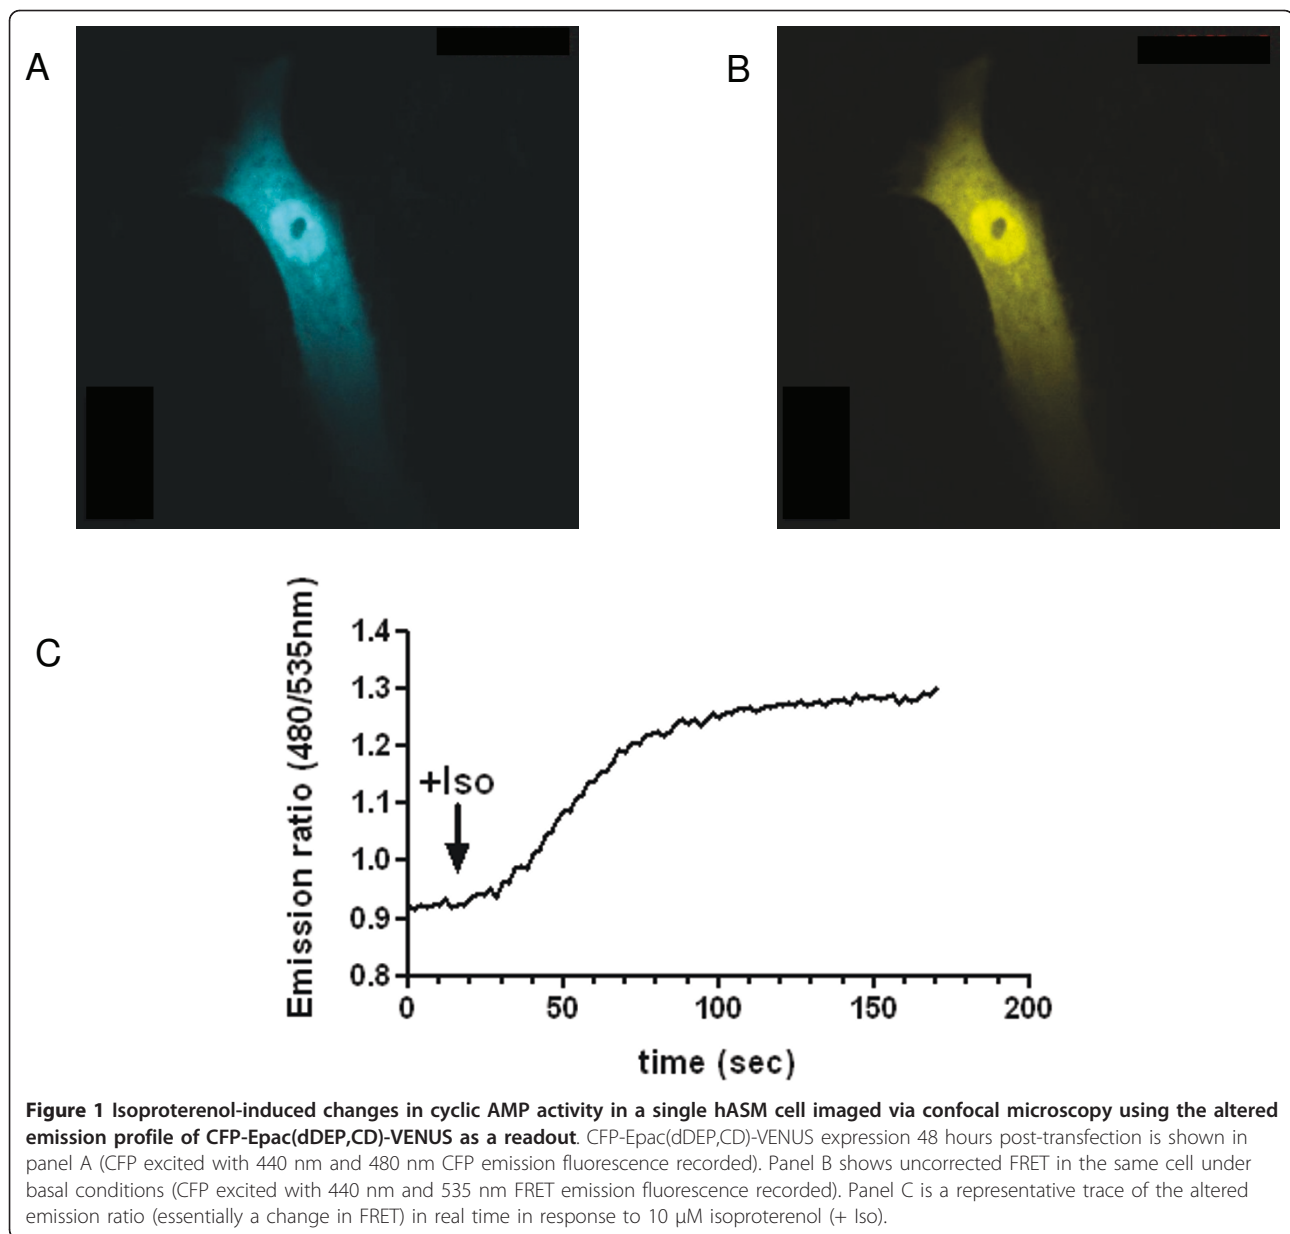 A
B
C
Emission ratio (480/535nm)
1.4
1.3
1.2
1.1
1.0
0.9
0.8
+Iso
0
50
100
150
200
time (sec)
Figure 1 Isoproterenol-induced changes in cyclic AMP activity in a single hASM cell imaged via confocal microscopy using the altered
emission profile of CFP-Epac(dDEP,CD)-VENUS as a readout. CFP-Epac(dDEP,CD)-VENUS expression 48 hours post-transfection is shown in
panel A (CFP excited with 440 nm and 480 nm CFP emission fluorescence recorded). Panel B shows uncorrected FRET in the same cell under
basal conditions (CFP excited with 440 nm and 535 nm FRET emission fluorescence recorded). Panel C is a representative trace of the altered
emission ratio (essentially a change in FRET) in real time in response to 10 μM isoproterenol (+ Iso).